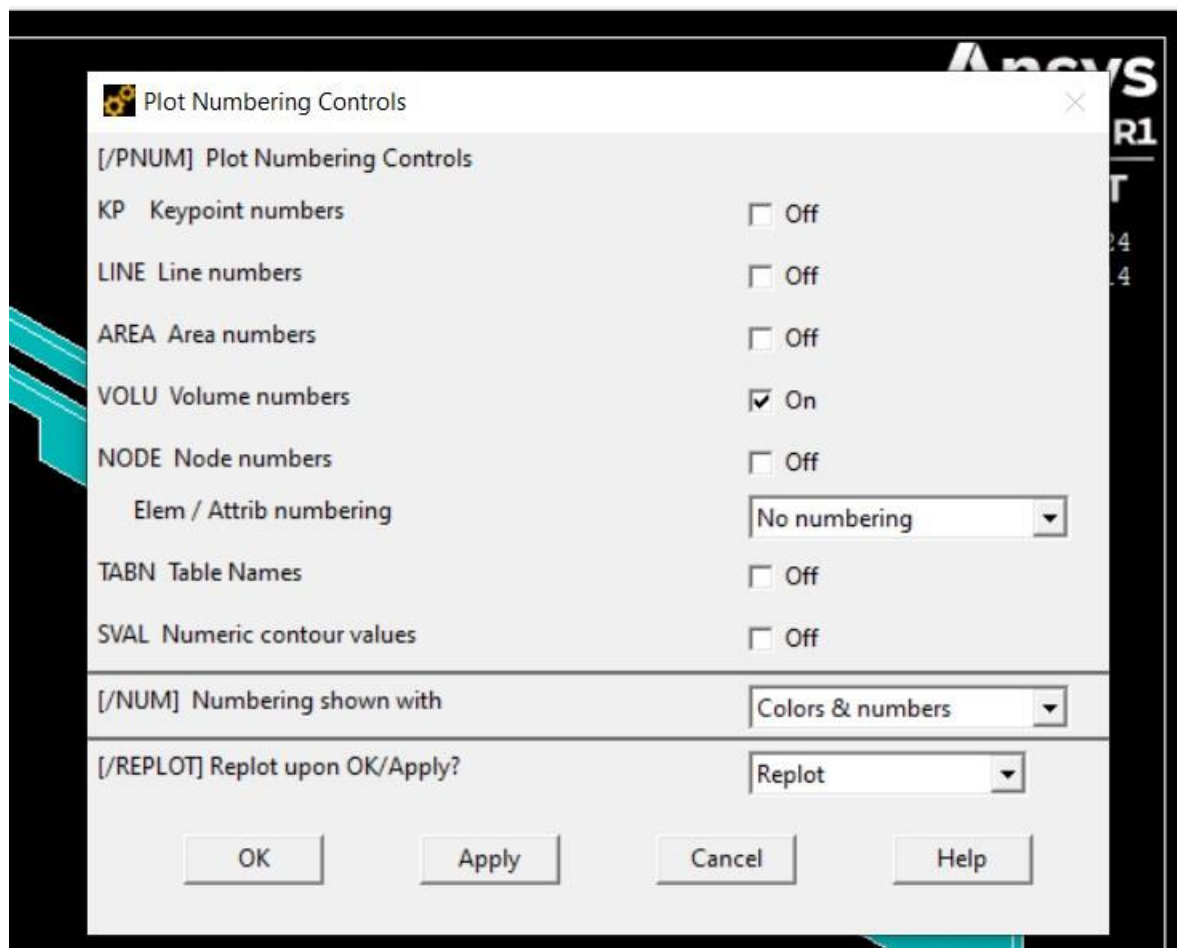 Ansys
Plot Numbering Controls
R1
[/PNUM] Plot Numbering Controls
KP Keypoint numbers Off
LINE Line numbers Off
AREA Area numbers Off
VOLU Volume numbers On
NODE Node numbers Off
Elem / Attrib numbering No numbering
TABN Table Names Off
SVAL Numeric contour values Off
[/NUM] Numbering shown with Colors & numbers
[/REPLOT] Replot upon OK/Apply? Replot
OK Apply Cancel Help